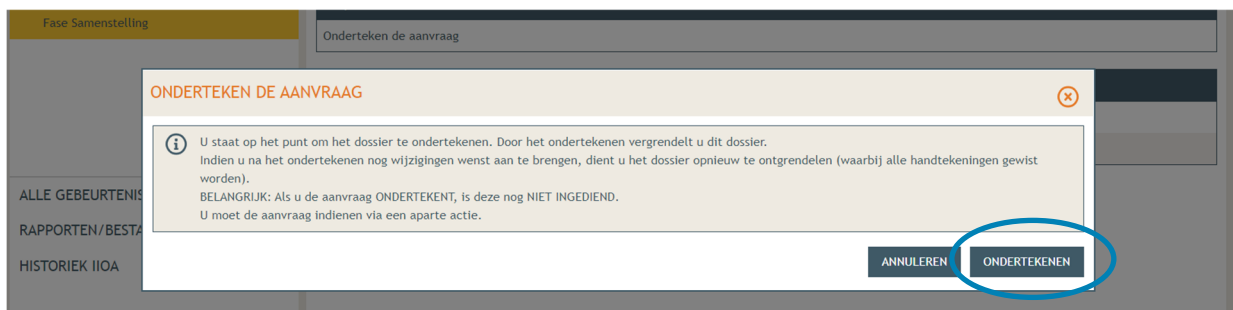 Fase Samenstelling
Onderteken de aanvraag
ONDERTEKEN DE AANVRAAG
U staat op het punt om het dossier te ondertekenen. Door het ondertekenen vergrendelt u dit dossier.
Indien u na het ondertekenen nog wijzigingen wenst aan te brengen, dient u het dossier opnieuw te ontgrendelen (waarbij alle handtekeningen gewist
worden).
BELANGRIJK: Als u de aanvraag ONDERTEKENT, is deze nog NIET INGEDIEND.
U moet de aanvraag indienen via een aparte actie.
ALLE GEBEURTENIS
RAPPORTEN/BESTA
HISTORIEK IIOA
ANNULEREN ONDERTEKENEN